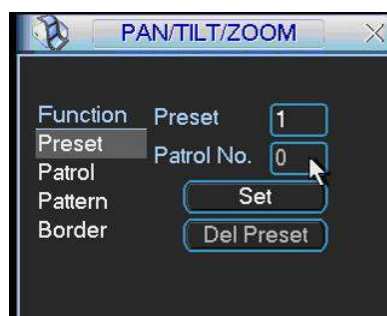 PAN/TILT/ZOOM
Function
Preset
Patrol
Pattern
Border
Preset 1
Patrol No. 0
Set
Del Preset